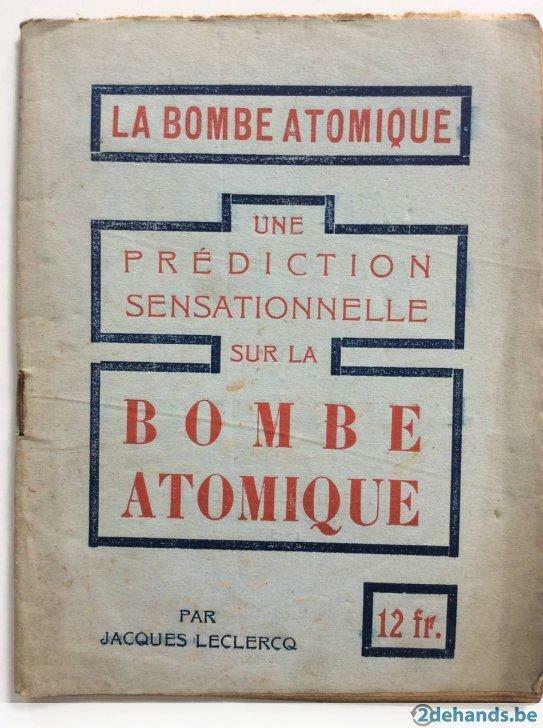 LA BOMBE ATOMIQUE
UNE
PRÉDICTION
SENSATIONNELLE
SUR LA
BOMBE
ATOMIQUE
PAR
JACQUES LECLERCQ
12 fr.
2dehands.be